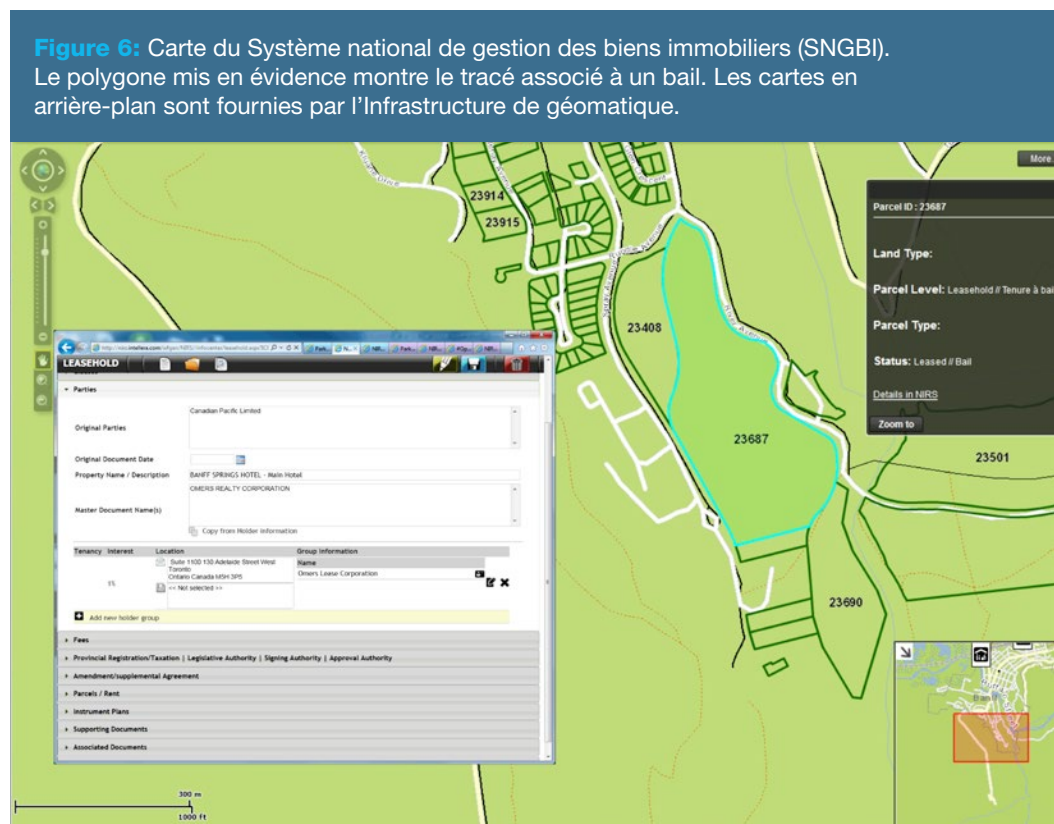 Figure 6: Carte du Système national de gestion des biens immobiliers (SNGBI).
Le polygone mis en évidence montre le tracé associé à un bail. Les cartes en
arrière-plan sont fournies par l’Infrastructure de géomatique.
More
23914
23915
23408
23687
23690
23501
Parcel ID : 23687
Land Type:
Parcel Level: Leasehold // Tenure à bail
Parcel Type:
Status: Leased // Bail
Details in NIRS
Zoom to
LEASEHOLD
Parties
Original Parties
Canadian Pacific Limited
Original Document Date
Property Name / Description
BANFF SPRINGS HOTEL - Main Hotel
Master Document Name(s)
OMERS REALTY CORPORATION
Copy from Holder Information
Tenancy Interest Location Group Information
Suite 1100 130 Adelaide Street West
Toronto
Ontario Canada M5H 3P5
<< Not selected >>
Name
Omers Lease Corporation
Add new holder group
Fees
Provincial Registration/Taxation | Legislative Authority | Signing Authority | Approval Authority
Amendment/supplemental Agreement
Parcels / Rent
Instrument Plans
Supporting Documents
Associated Documents
300 m
1000 Ft